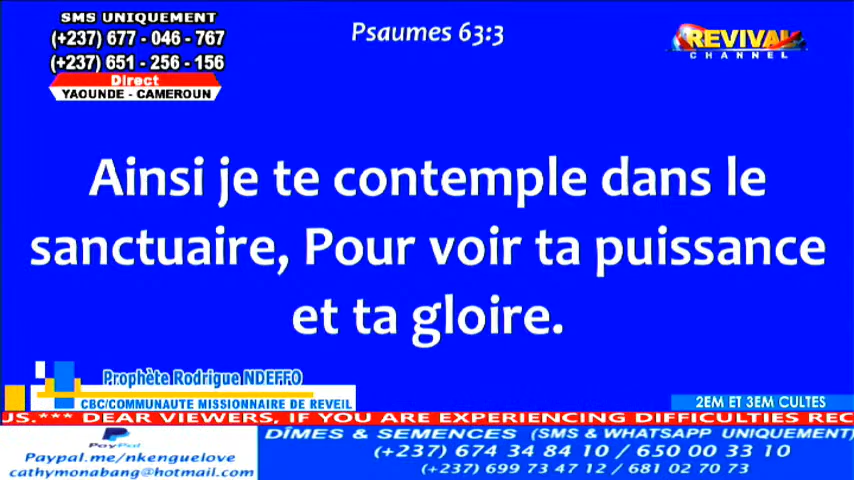 SMS UNIQUEMENT
(+237) 677 - 046 - 767
(+237) 651 - 256 - 156
Direct
YAOUNDE - CAMEROUN
Psaumes 63:3
REVIVAL
CHANNEL
Ainsi je te contemple dans le
sanctuaire, Pour voir ta puissance
et ta gloire.
Prophète Rodrigue NDEFFO
CBC/COMMUNAUTE MISSIONNAIRE DE REVEIL
2EM ET 3EM CULTES
US.*** DEAR VIEWERS, IF YOU ARE EXPERIENCING DIFFICULTIES REC
PayPal
Paypal.me/nkenguelove
cathymonabang@hotmail.com
DÎMES & SEMENCES (SMS & WHATSAPP UNIQUEMENT)
(+237) 674 34 84 10 / 650 00 33 10
(+237) 699 73 47 12 / 681 02 70 73